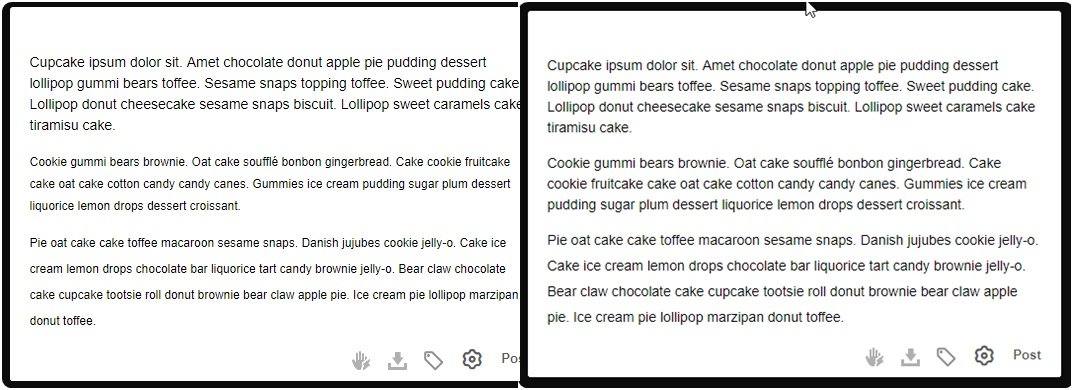 Cupcake ipsum dolor sit. Amet chocolate donut apple pie pudding dessert
lollipop gummi bears toffee. Sesame snaps topping toffee. Sweet pudding cake
Lollipop donut cheesecake sesame snaps biscuit. Lollipop sweet caramels cake
tiramisu cake.
Cookie gummi bears brownie. Oat cake soufflé bonbon gingerbread. Cake cookie fruitcake
cake oat cake cotton candy candy canes. Gummies ice cream pudding sugar plum dessert
liquorice lemon drops dessert croissant.
Pie oat cake cake toffee macaroon sesame snaps. Danish jujubes cookie jelly-o. Cake ice
cream lemon drops chocolate bar liquorice tart candy brownie jelly-o. Bear claw chocolate
cake cupcake tootsie roll donut brownie bear claw apple pie. Ice cream pie lollipop marzipan
donut toffee.
Pos
Cupcake ipsum dolor sit. Amet chocolate donut apple pie pudding dessert
lollipop gummi bears toffee. Sesame snaps topping toffee. Sweet pudding cake.
Lollipop donut cheesecake sesame snaps biscuit. Lollipop sweet caramels cake
tiramisu cake.
Cookie gummi bears brownie. Oat cake soufflé bonbon gingerbread. Cake
cookie fruitcake cake oat cake cotton candy candy canes. Gummies ice cream
pudding sugar plum dessert liquorice lemon drops dessert croissant.
Pie oat cake cake toffee macaroon sesame snaps. Danish jujubes cookie jelly-o.
Cake ice cream lemon drops chocolate bar liquorice tart candy brownie jelly-o.
Bear claw chocolate cake cupcake tootsie roll donut brownie bear claw apple
pie. Ice cream pie lollipop marzipan donut toffee.
Post